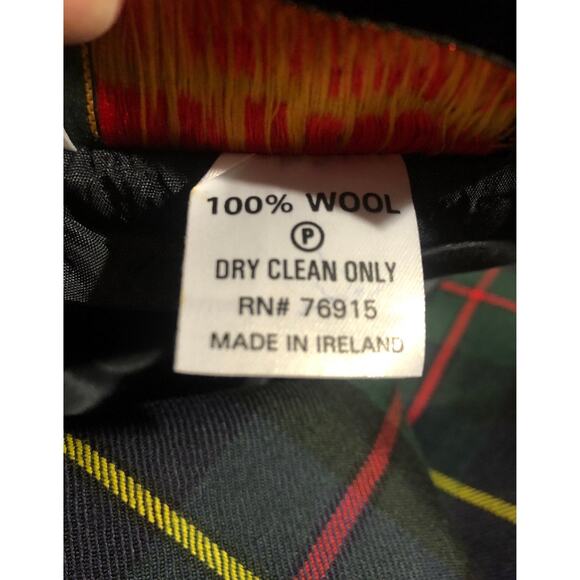 100% WOOL
P
DRY CLEAN ONLY
RN# 76915
MADE IN IRELAND